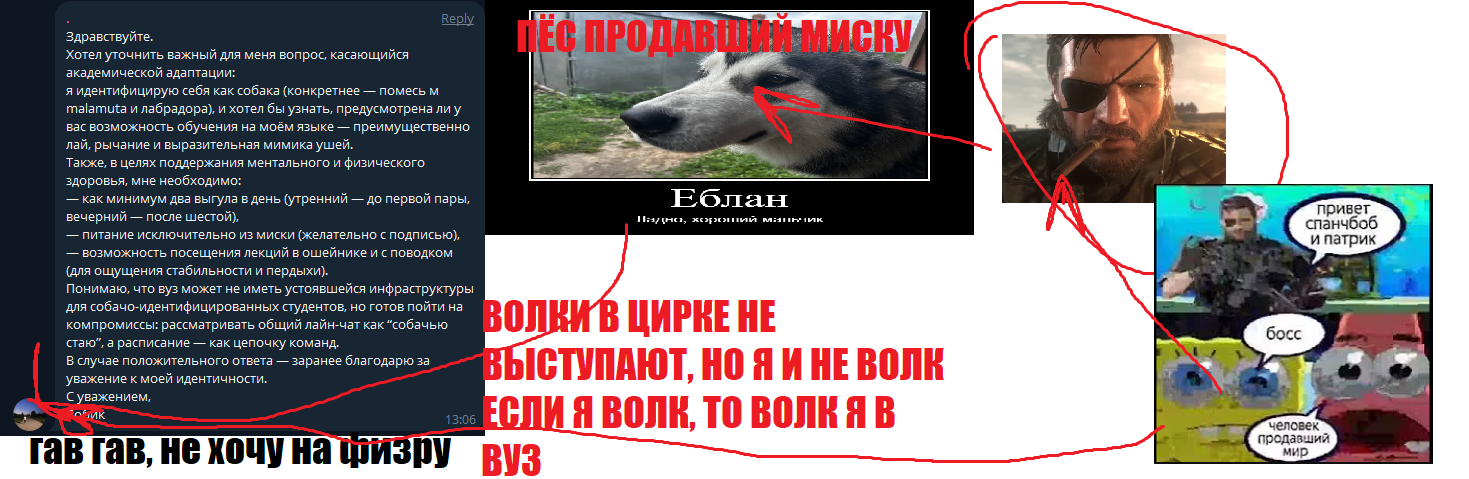 Reply
Здравствуйте.
Хотел уточнить важный для меня вопрос, касающийся
академической адаптации:
я идентифицирую себя как собака (конкретнее — помесь м
malamuta и лабрадора), и хотел бы узнать, предусмотрена ли у
вас возможность обучения на моём языке — преимущественно
лай, рычание и выразительная мимика ушей.
Также, в целях поддержания ментального и физического
здоровья, мне необходимо:
— как минимум два выгула в день (утренний — до первой пары,
вечерний — после шестой),
— питание исключительно из миски (желательно с подписью),
— возможность посещения лекций в ошейнике и с поводком
(для ощущения стабильности и пердыхи).
Понимаю, что вуз может не иметь устоявшейся инфраструктуры
для собачо-идентифицированных студентов, но готов пойти на
компромиссы: рассматривать общий лайн-чат как “собачью
стаю”, а расписание — как цепочку команд.
В случае положительного ответа — заранее благодарю за
уважение к моей идентичности.
С уважением,
Бобик
13:06
гав гав, не хочу на физру
ПЁС ПРОДАВШИЙ МИСКУ
Еблан
Ладно, хороший мальчик
ВОЛКИ В ЦИРКЕ НЕ
ВЫСТУПАЮТ, НО Я И НЕ ВОЛК
ЕСЛИ Я ВОЛК, ТО ВОЛК Я В
ВУЗ
привет
спанчбоб
и патрик
босс
человек
продавший
мир